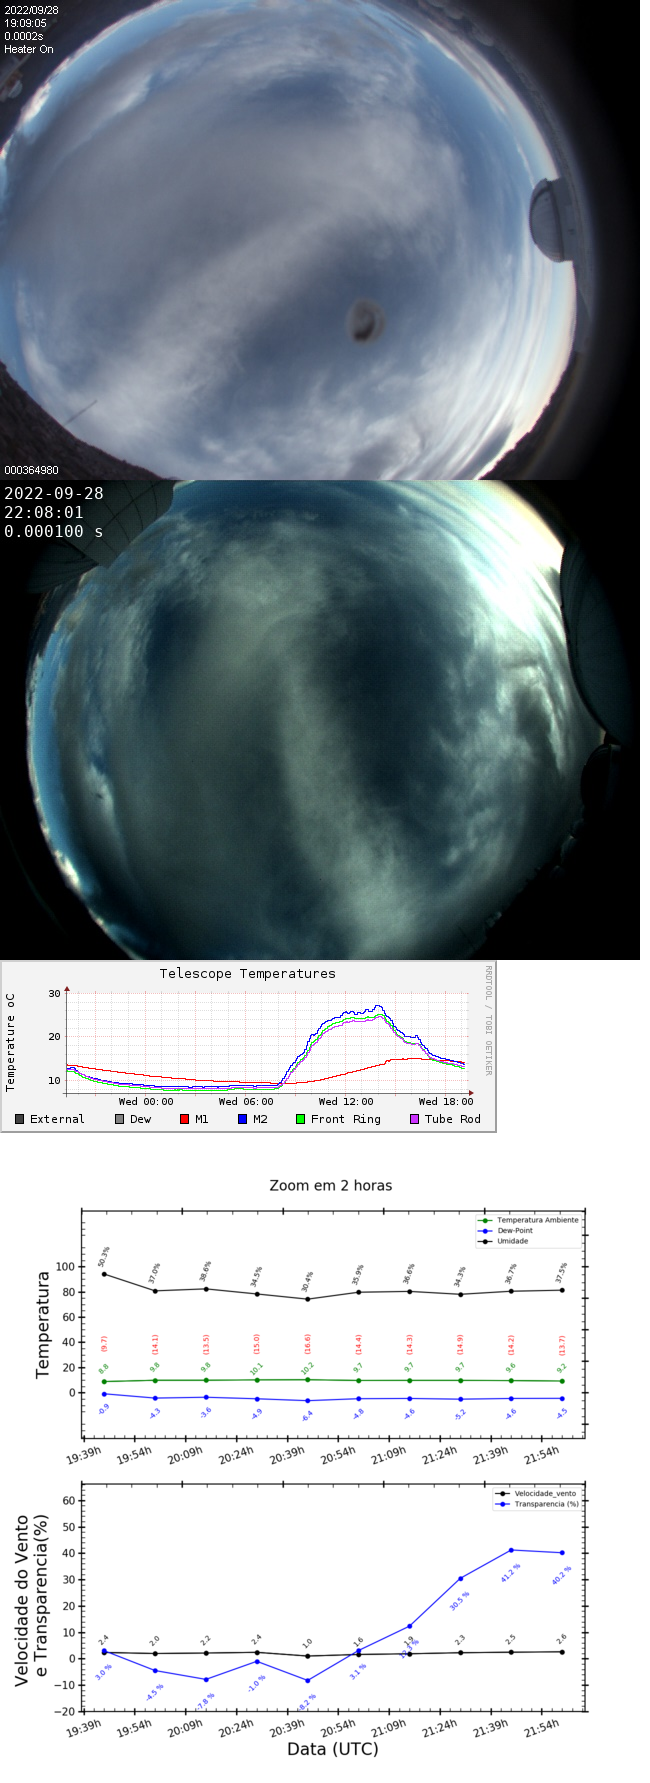 2022/09/28
19:09:05
0.0002s
Heater On
000364980
2022-09-28
22:08:01
0.000100 s
Telescope Temperatures
RRDTOOL / TOBI OETIKER
Temperature oC
30
20
10
Wed 00:00 Wed 06:00 Wed 12:00 Wed 18:00
External Dew M1 M2 Front Ring Tube Rod
Zoom em 2 horas
Temperatura Ambiente
Dew-Point
Umidade
Temperatura
100
80
60
40
20
0
50.3% 37.0% 38.6% 34.5% 30.4% 35.9% 36.6% 34.3% 36.7% 37.5%
(9.7) (14.1) (13.5) (15.0) (16.6) (14.4) (14.3) (14.9) (14.2) (13.7)
8.8 9.8 9.8 10.1 10.2 9.7 9.7 9.7 9.6 9.2
-0.9 -4.3 -3.6 -4.9 -6.4 -4.8 -4.6 -5.2 -4.6 -4.5
19:39h 19:54h 20:09h 20:24h 20:39h 20:54h 21:09h 21:24h 21:39h 21:54h
Velocidade_vento
Transparencia (%)
Velocidade do Vento
e Transparencia(%)
60
50
40
30
20
10
0
−10
−20
2.4 2.0 2.2 2.4 1.0 1.6 1.9 2.3 2.5 2.6
3.0 % -4.5 % -7.8 % -1.0 % -8.2 % 3.1 % 30.5 % 41.2 % 40.2 %
19:39h 19:54h 20:09h 20:24h 20:39h 20:54h 21:09h 21:24h 21:39h 21:54h
Data (UTC)